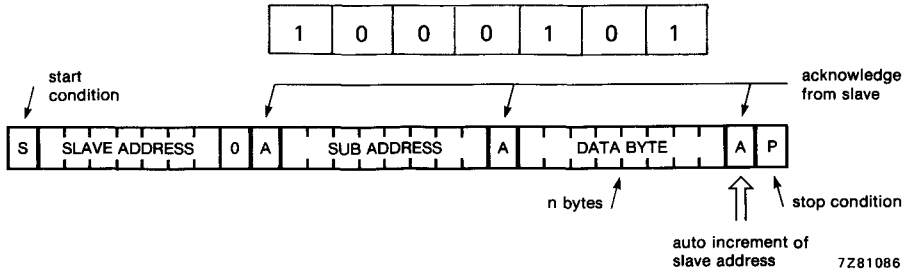 1 0 0 0 1 0 1
start
condition
acknowledge
from slave
S SLAVE ADDRESS 0 A SUB ADDRESS A DATA BYTE A P
n bytes
stop condition
auto increment of
slave address
7Z81086